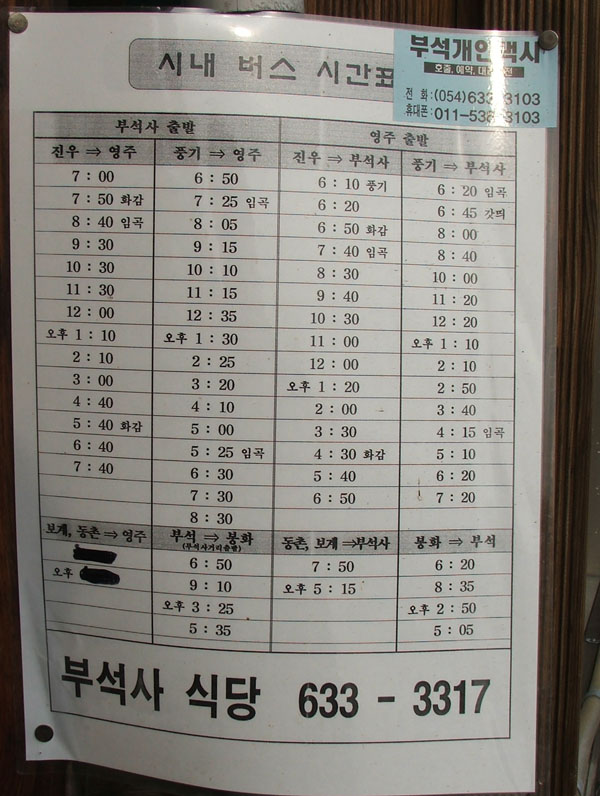 시내 버스 시간표
부석개인택시
호출, 예약, 대
전 화:(054)633-3103
휴대폰:011-53 3103
부석사 출발 영주 출발
진우 ⇒ 영주 풍기 ⇒ 영주 진우 ⇒ 부석사 풍기 ⇒ 부석사
7 : 00 6 : 50 6 : 10 풍기 6 : 20 임곡
7 : 50 화감 7 : 25 임곡 6 : 20 6 : 45 갓띄
8 : 40 임곡 8 : 05 6 : 50 화감 8 : 00
9 : 30 9 : 15 7 : 40 임곡 8 : 40
10 : 30 10 : 10 8 : 30 10 : 00
11 : 30 11 : 15 9 : 40 11 : 20
12 : 00 12 : 35 10 : 30 12 : 20
오후 1 : 10 오후 1 : 30 11 : 00 오후 1 : 10
2 : 10 2 : 25 12 : 00 2 : 10
3 : 00 3 : 20 오후 1 : 20 2 : 50
4 : 40 4 : 10 2 : 00 3 : 40
5 : 40 화감 5 : 00 3 : 30 4 : 15 임곡
6 : 40 5 : 25 임곡 4 : 30 화감 5 : 10
7 : 40 6 : 30 5 : 40 6 : 20
7 : 30 6 : 50 7 : 20
8 : 30
보계, 동촌 ⇒ 영주 부석 ⇒ 봉화 동촌, 보계 ⇒부석사 봉화 ⇒ 부석
(부석사거리출발)
6 : 50 7 : 50 6 : 20
오후 9 : 10 오후 5 : 15 8 : 35
오후 3 : 25 오후 2 : 50
5 : 35 5 : 05
부석사 식당 633 - 3317